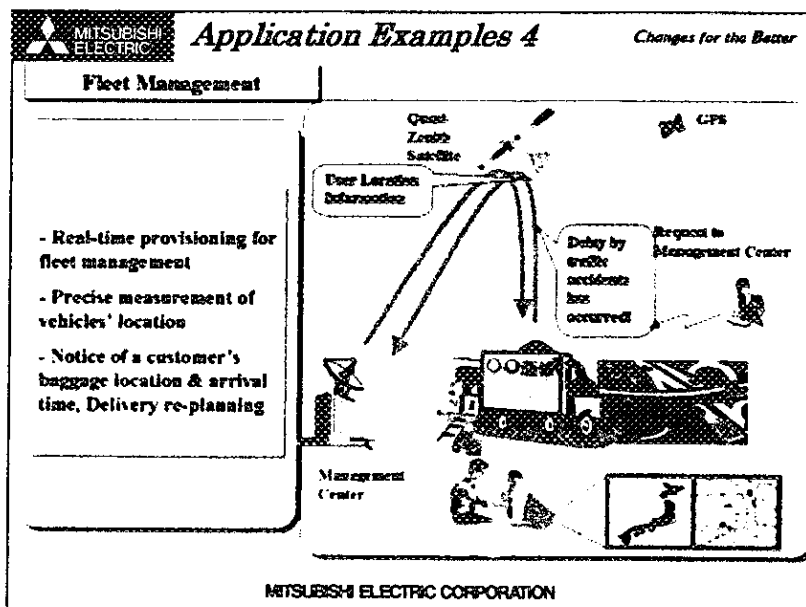 MITSUBISHI
ELECTRIC
Application Examples 4
Changes for the Better
Fleet Management
- Real-time provisioning for
fleet management
- Precise measurement of
vehicles' location
- Notice of a customer's
baggage location & arrival
time, Delivery re-planning
Quasi-
Zenith
Satellite
GPS
User Location
Information
Delay by
traffic
accidents
has
occurred!
Request to
Management Center
Management
Center
MITSUBISHI ELECTRIC CORPORATION